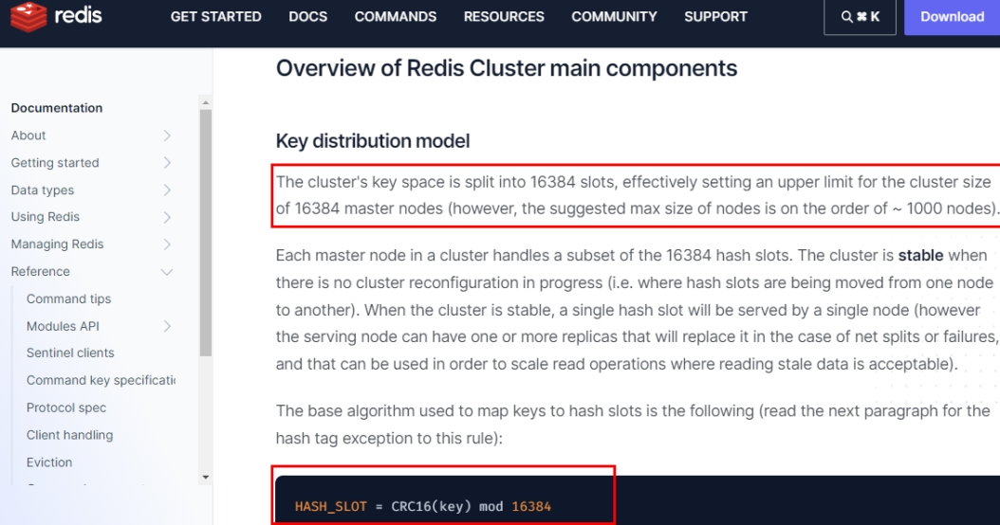 redis
GET STARTED
DOCS
COMMANDS
RESOURCES
COMMUNITY
SUPPORT
⌘ K
Download
Documentation
About
Getting started
Data types
Using Redis
Managing Redis
Reference
Command tips
Modules API
Sentinel clients
Command key specificatio
Protocol spec
Client handling
Eviction
Overview of Redis Cluster main components
Key distribution model
The cluster's key space is split into 16384 slots, effectively setting an upper limit for the cluster size
of 16384 master nodes (however, the suggested max size of nodes is on the order of ~ 1000 nodes).
Each master node in a cluster handles a subset of the 16384 hash slots. The cluster is stable when
there is no cluster reconfiguration in progress (i.e. where hash slots are being moved from one node
to another). When the cluster is stable, a single hash slot will be served by a single node (however
the serving node can have one or more replicas that will replace it in the case of net splits or failures,
and that can be used in order to scale read operations where reading stale data is acceptable).
The base algorithm used to map keys to hash slots is the following (read the next paragraph for the
hash tag exception to this rule):
HASH_SLOT = CRC16(key) mod 16384